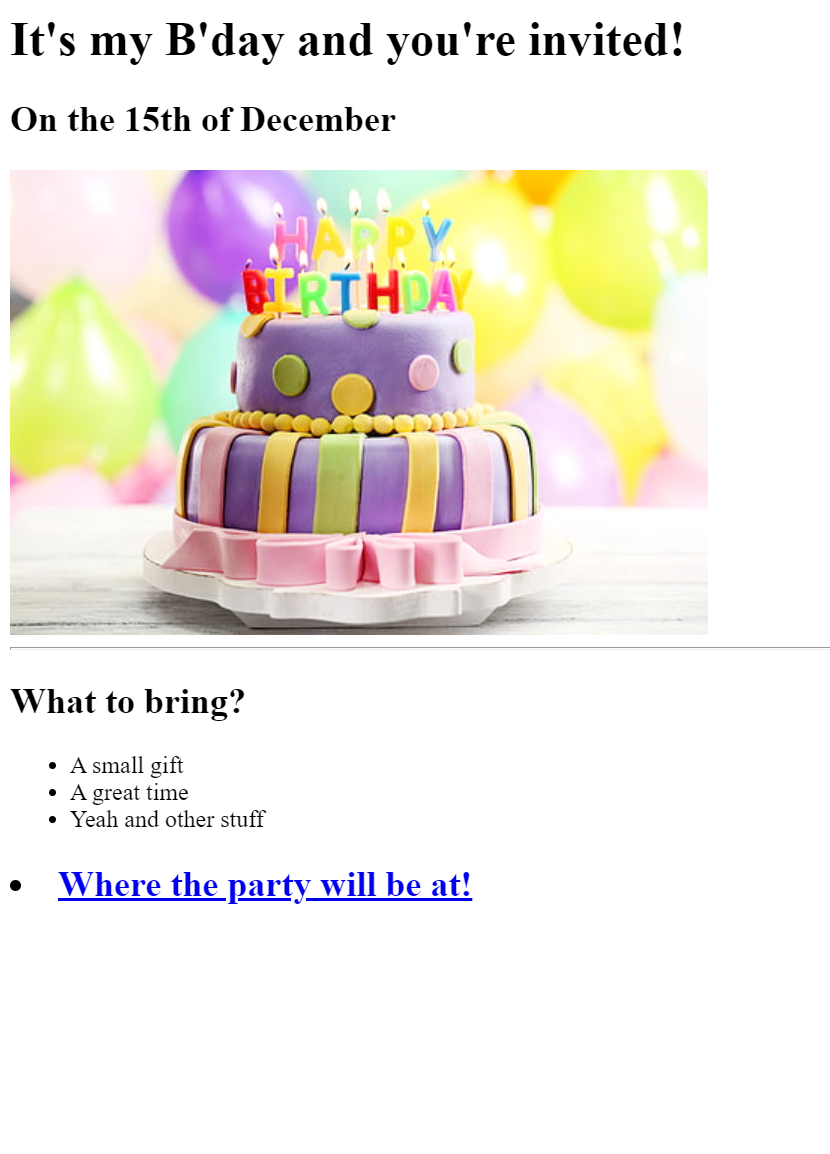 It's my B'day and you're invited!
On the 15th of December
HAPPY
BIRTHDAY
What to bring?
A small gift
A great time
Yeah and other stuff
Where the party will be at!